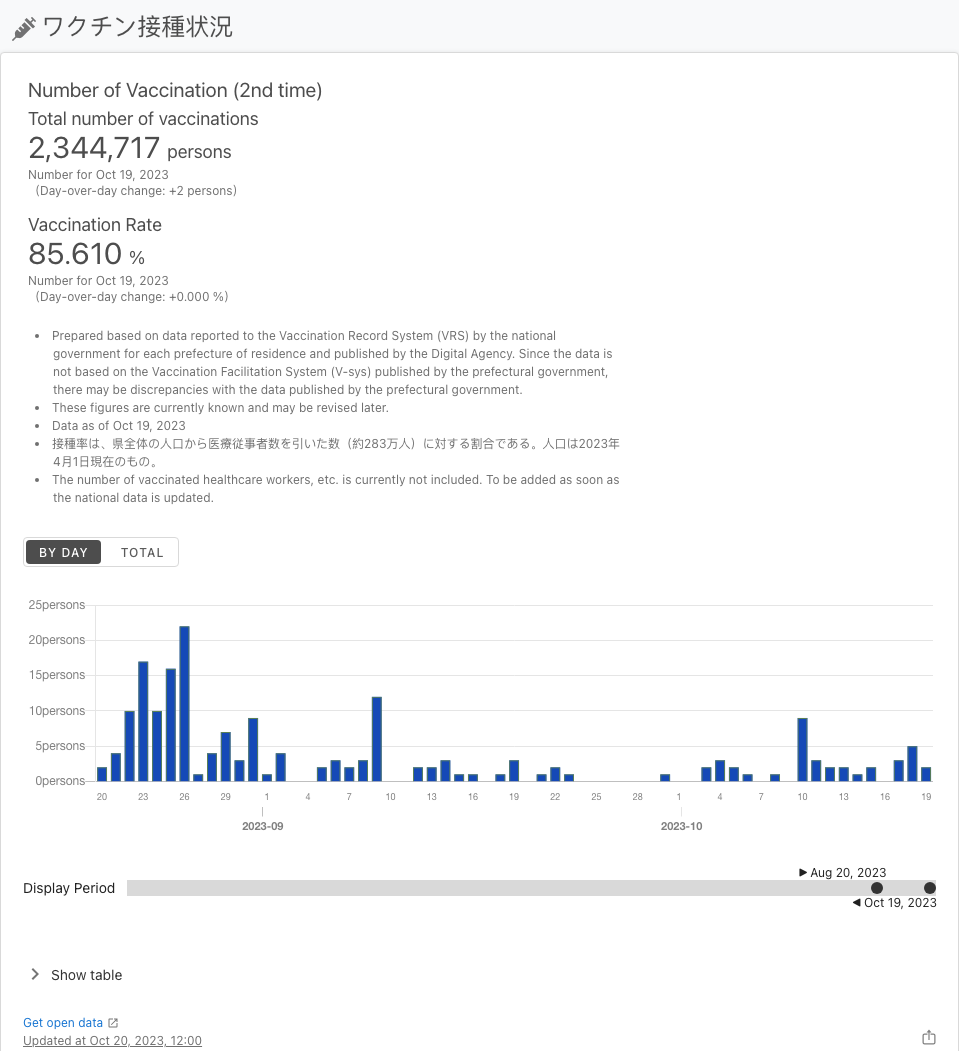 ワクチン接種状況
Number of Vaccination (2nd time)
Total number of vaccinations
2,344,717 persons
Number for Oct 19, 2023
(Day-over-day change: +2 persons)
Vaccination Rate
85.610 %
Number for Oct 19, 2023
(Day-over-day change: +0.000 %)
• Prepared based on data reported to the Vaccination Record System (VRS) by the national
government for each prefecture of residence and published by the Digital Agency. Since the data is
not based on the Vaccination Facilitation System (V-sys) published by the prefectural government,
there may be discrepancies with the data published by the prefectural government.
• These figures are currently known and may be revised later.
• Data as of Oct 19, 2023
• 接種率は、県全体の人口から医療従事者数を引いた数（約283万人）に対する割合である。人口は2023年
4月1日現在のもの。
• The number of vaccinated healthcare workers, etc. is currently not included. To be added as soon as
the national data is updated.
BY DAY TOTAL
25persons
20persons
15persons
10persons
5persons
0persons
20 23 26 29 1 4 7 10 13 16 19 22 25 28 1 4 7 10 13 16 19
2023-09 2023-10
Aug 20, 2023
Display Period
Oct 19, 2023
Show table
Get open data
Updated at Oct 20, 2023, 12:00